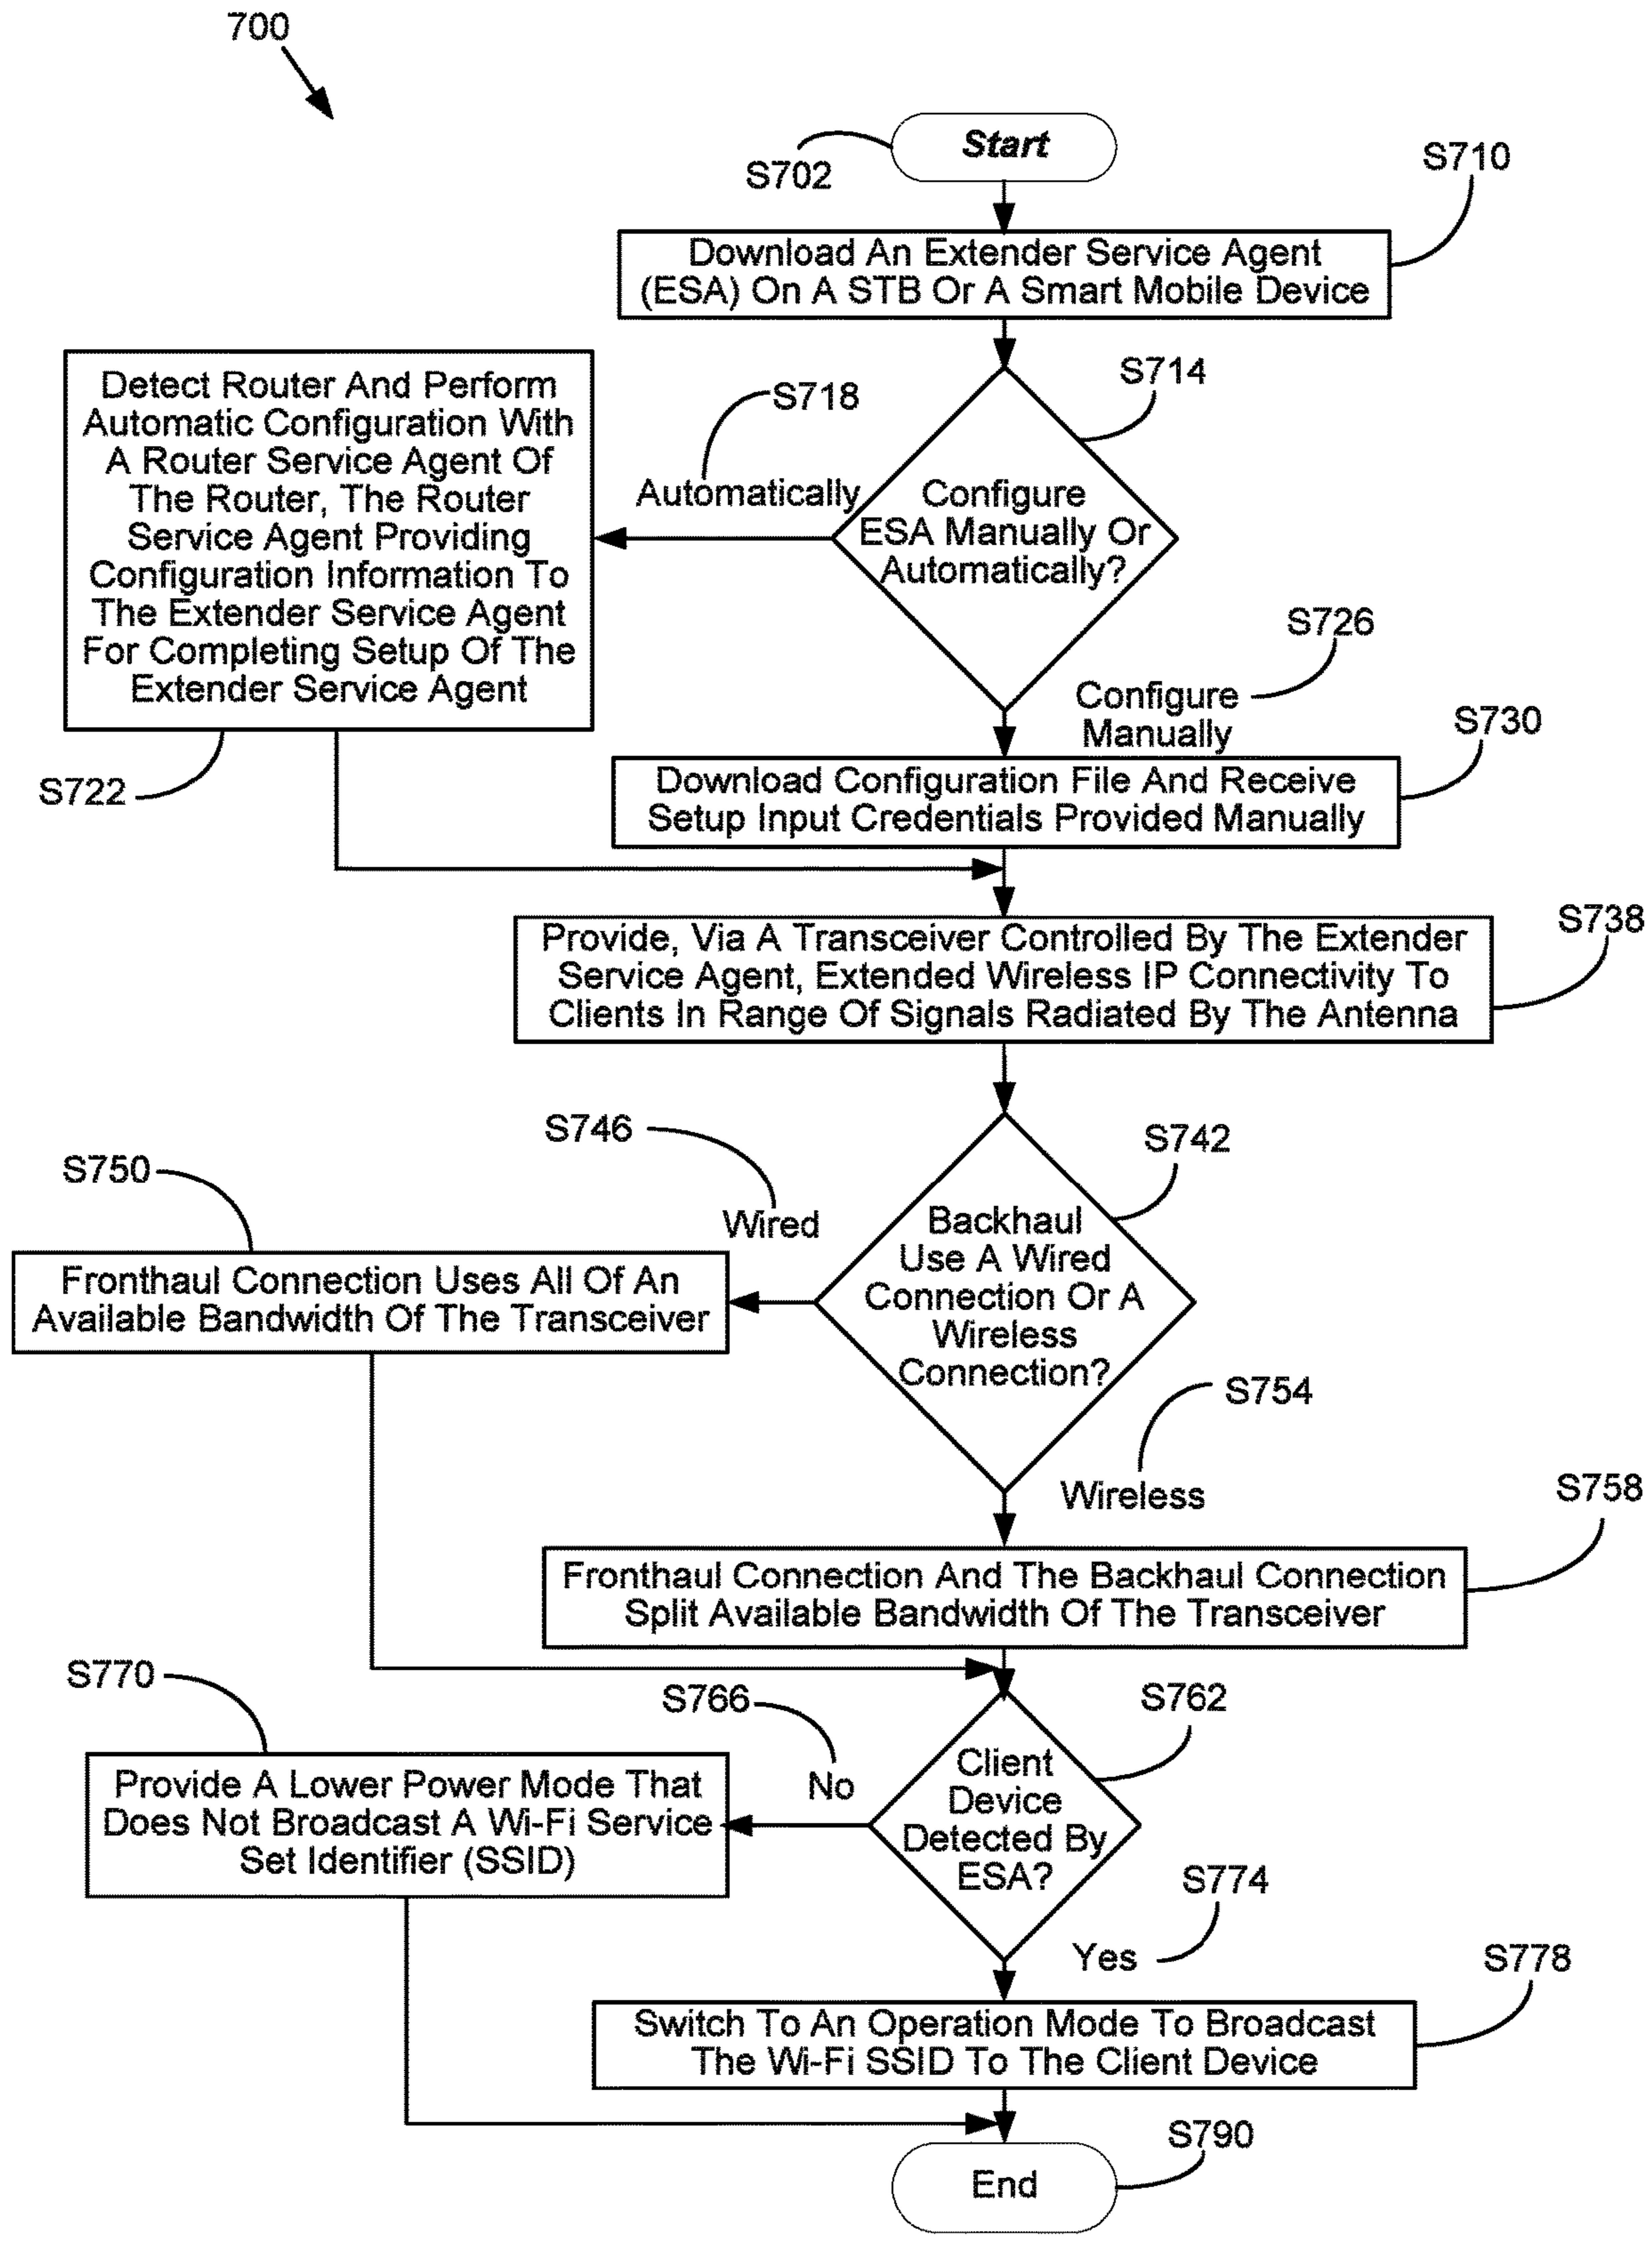 700
Start
S702
S710
Download An Extender Service Agent
(ESA) On A STB Or A Smart Mobile Device
S714
S718
Automatically
Configure
ESA Manually Or
Automatically?
Detect Router And Perform
Automatic Configuration With
A Router Service Agent Of
The Router, The Router
Service Agent Providing
Configuration Information To
The Extender Service Agent
For Completing Setup Of The
Extender Service Agent
S722
S726
Configure
Manually
S730
Download Configuration File And Receive
Setup Input Credentials Provided Manually
S738
Provide, Via A Transceiver Controlled By The Extender
Service Agent, Extended Wireless IP Connectivity To
Clients In Range Of Signals Radiated By The Antenna
S742
S746
Wired
Backhaul
Use A Wired
Connection Or A
Wireless
Connection?
S750
Fronthaul Connection Uses All Of An
Available Bandwidth Of The Transceiver
S754
Wireless
S758
Fronthaul Connection And The Backhaul Connection
Split Available Bandwidth Of The Transceiver
S762
S766
No
Client
Device
Detected By
ESA?
S770
Provide A Lower Power Mode That
Does Not Broadcast A Wi-Fi Service
Set Identifier (SSID)
S774
Yes
S778
Switch To An Operation Mode To Broadcast
The Wi-Fi SSID To The Client Device
S790
End